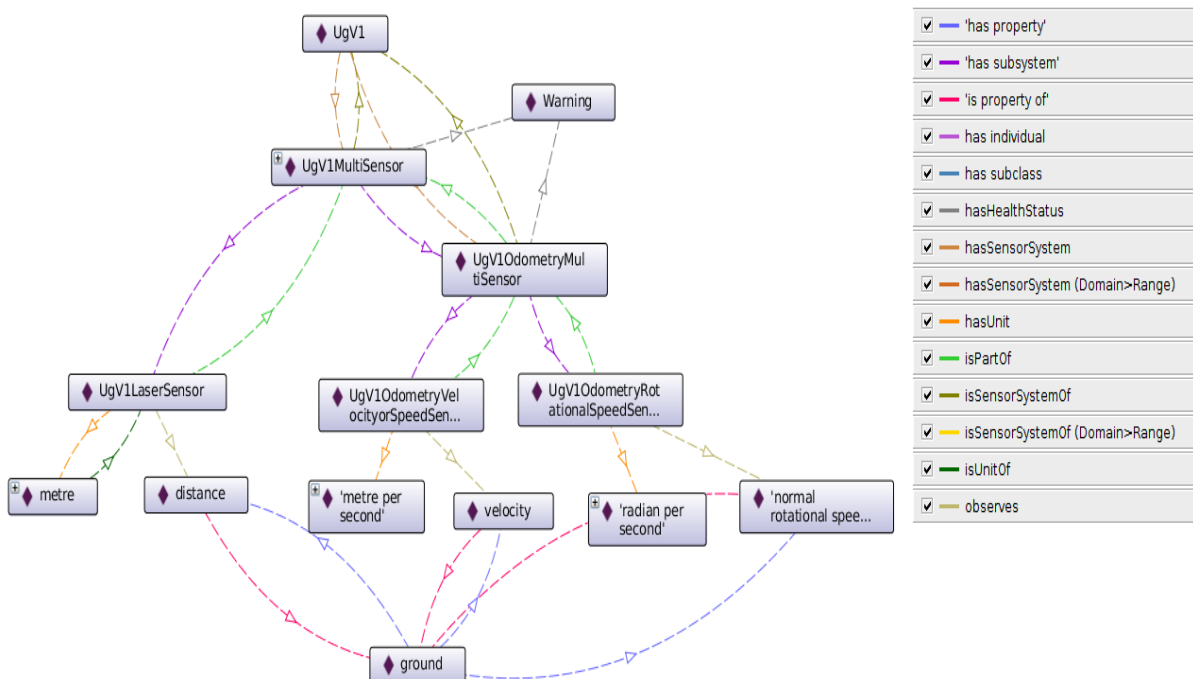 UgV1
Warning
UgV1MultiSensor
UgV1OdometryMul
tiSensor
UgV1LaserSensor
UgV1OdometryVel
ocityorSpeedSen...
UgV1OdometryRot
ationalSpeedSen...
metre
distance
'metre per
second'
velocity
'radian per
second'
'normal
rotational spee...
ground
'has property'
'has subsystem'
'is property of'
has individual
has subclass
hasHealthStatus
hasSensorSystem
hasSensorSystem (Domain>Range)
hasUnit
isPartOf
isSensorSystemOf
isSensorSystemOf (Domain>Range)
isUnitOf
observes